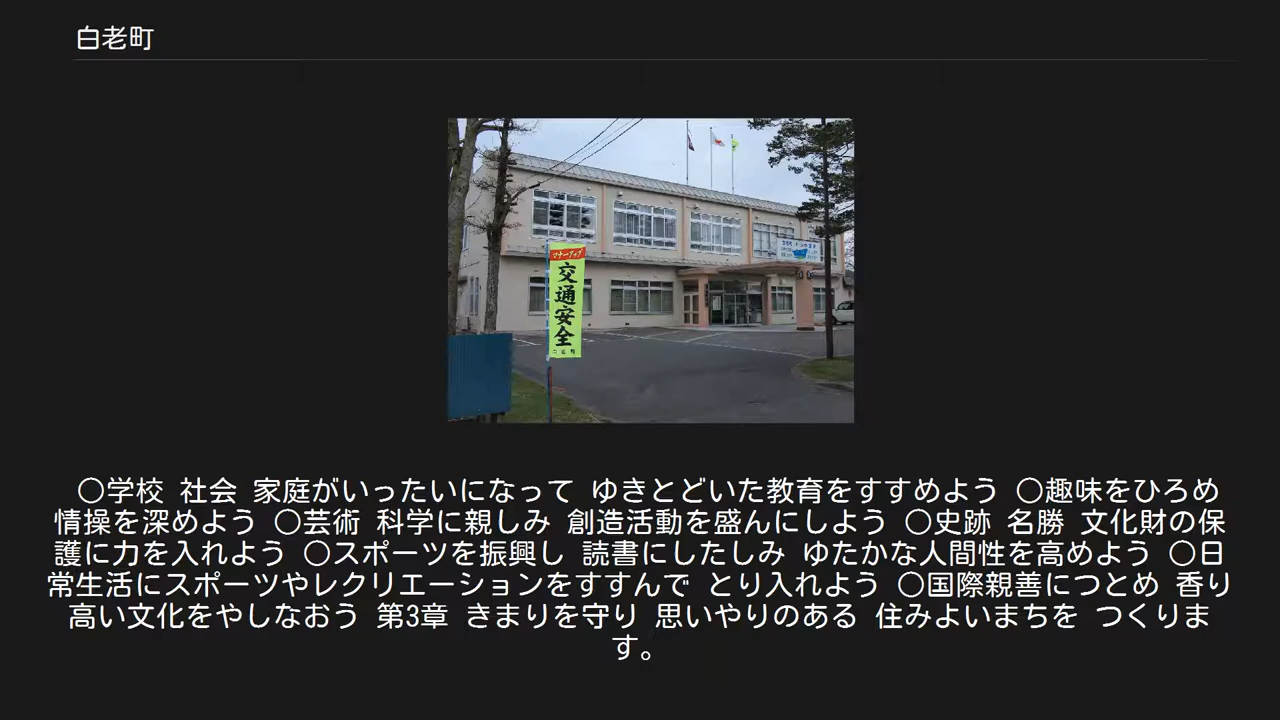 白老町
マナーアップ
交通安全
白老町
〇学校 社会 家庭がいったいになって ゆきとどいた教育をすすめよう 〇趣味をひろめ
情操を深めよう 〇芸術 科学に親しみ 創造活動を盛んにしよう 〇史跡 名勝 文化財の保
護に力を入れよう 〇スポーツを振興し 読書にしたしみ ゆたかな人間性を高めよう 〇日
常生活にスポーツやレクリエーションをすすんで とり入れよう 〇国際親善につとめ 香り
高い文化をやしなおう 第3章 きまりを守り 思いやりのある 住みよいまちを つくりま
す。